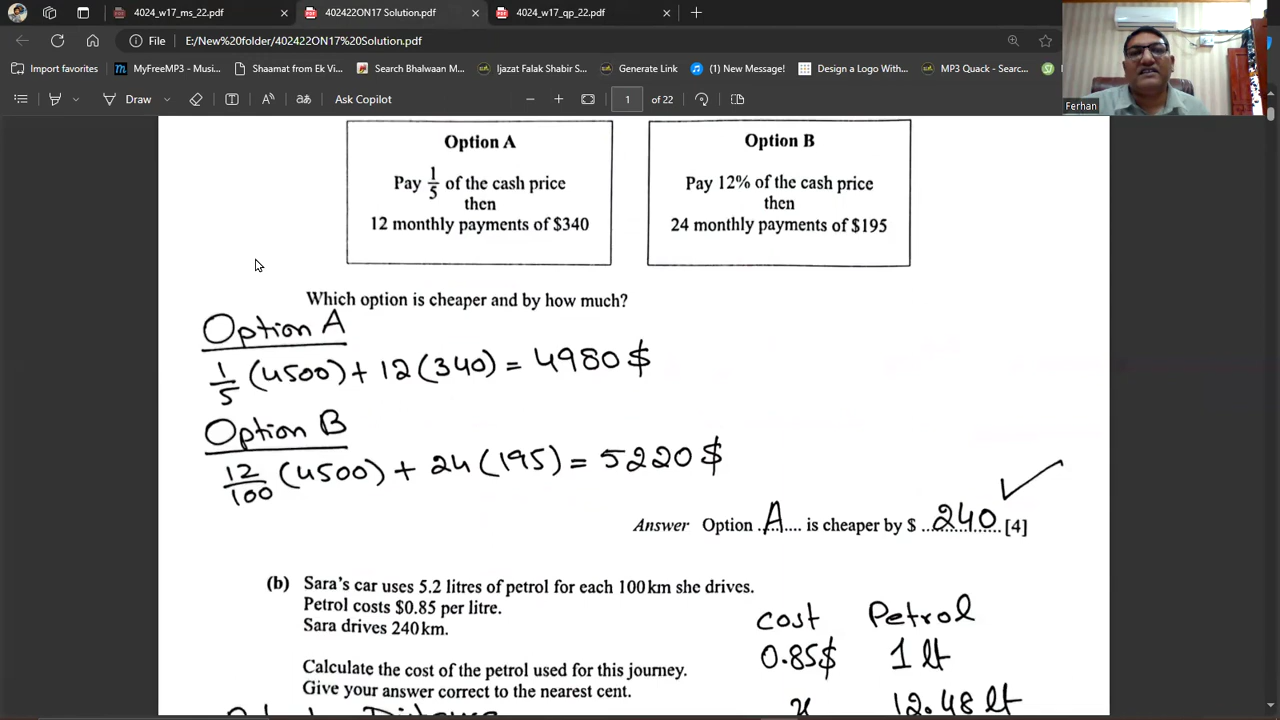 4024_w17_ms_22.pdf
402422ON17 Solution.pdf
4024_w17_qp_22.pdf
File
E:/New%20folder/402422ON17%20Solution.pdf
Import favorites
MyFreeMP3 - Musi...
Shaamat from Ek Vi...
Search Bhalwaan M...
Ijazat Falak Shabir S...
Generate Link
(1) New Message!
Design a Logo With...
MP3 Quack - Searc...
Ferhan
Draw
Ask Copilot
1 of 22
Option A
Pay 1/5 of the cash price
then
12 monthly payments of $340
Option B
Pay 12% of the cash price
then
24 monthly payments of $195
Which option is cheaper and by how much?
Option A
1/5 (4500) + 12 (340) = 4980 $
Option B
12/100 (4500) + 24 (195) = 5220 $
Answer Option ..A.... is cheaper by $ ...240... [4]
(b) Sara's car uses 5.2 litres of petrol for each 100 km she drives.
Petrol costs $0.85 per litre.
Sara drives 240 km.
Calculate the cost of the petrol used for this journey.
Give your answer correct to the nearest cent.
Cost Petrol
0.85$ 1 lt
x 12.48 lt